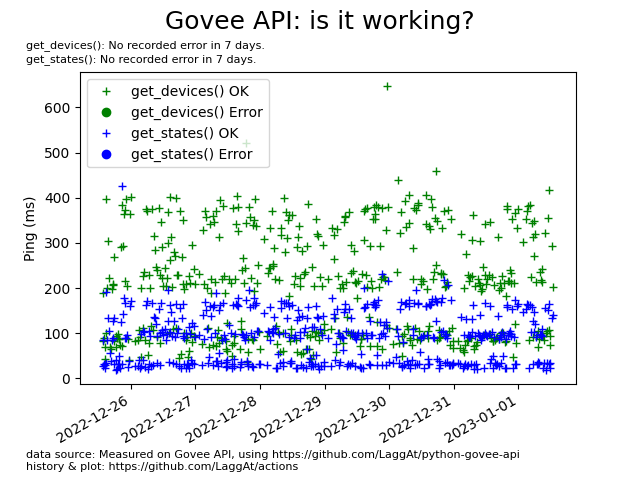 Govee API: is it working?
get_devices(): No recorded error in 7 days.
get_states(): No recorded error in 7 days.
get_devices() OK
get_devices() Error
get_states() OK
get_states() Error
Ping (ms)
600
500
400
300
200
100
0
2022-12-26
2022-12-27
2022-12-28
2022-12-29
2022-12-30
2022-12-31
2023-01-01
data source: Measured on Govee API, using https://github.com/LaggAt/python-govee-api
history & plot: https://github.com/LaggAt/actions